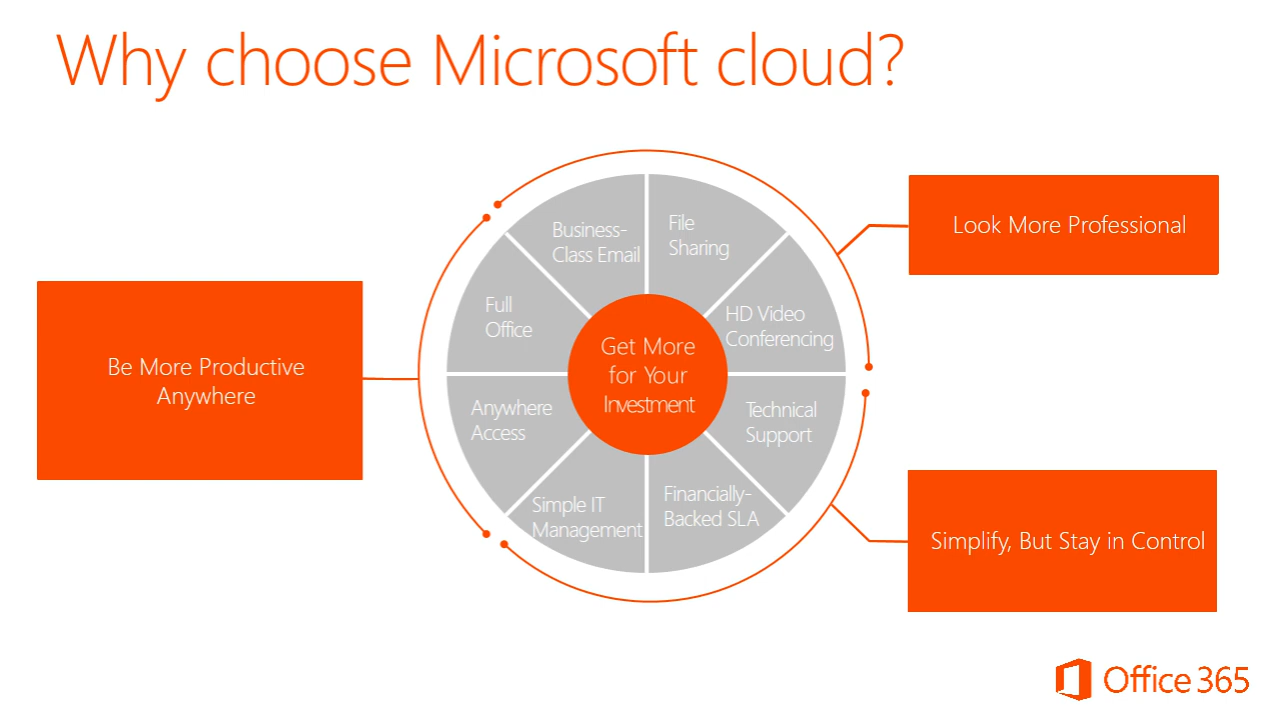 Why choose Microsoft cloud?
Business-
Class Email
File
Sharing
HD Video
Conferencing
Technical
Support
Financially-
Backed SLA
Simple IT
Management
Anywhere
Access
Full
Office
Get More
for Your
Investment
Look More Professional
Be More Productive
Anywhere
Simplify, But Stay in Control
Office 365